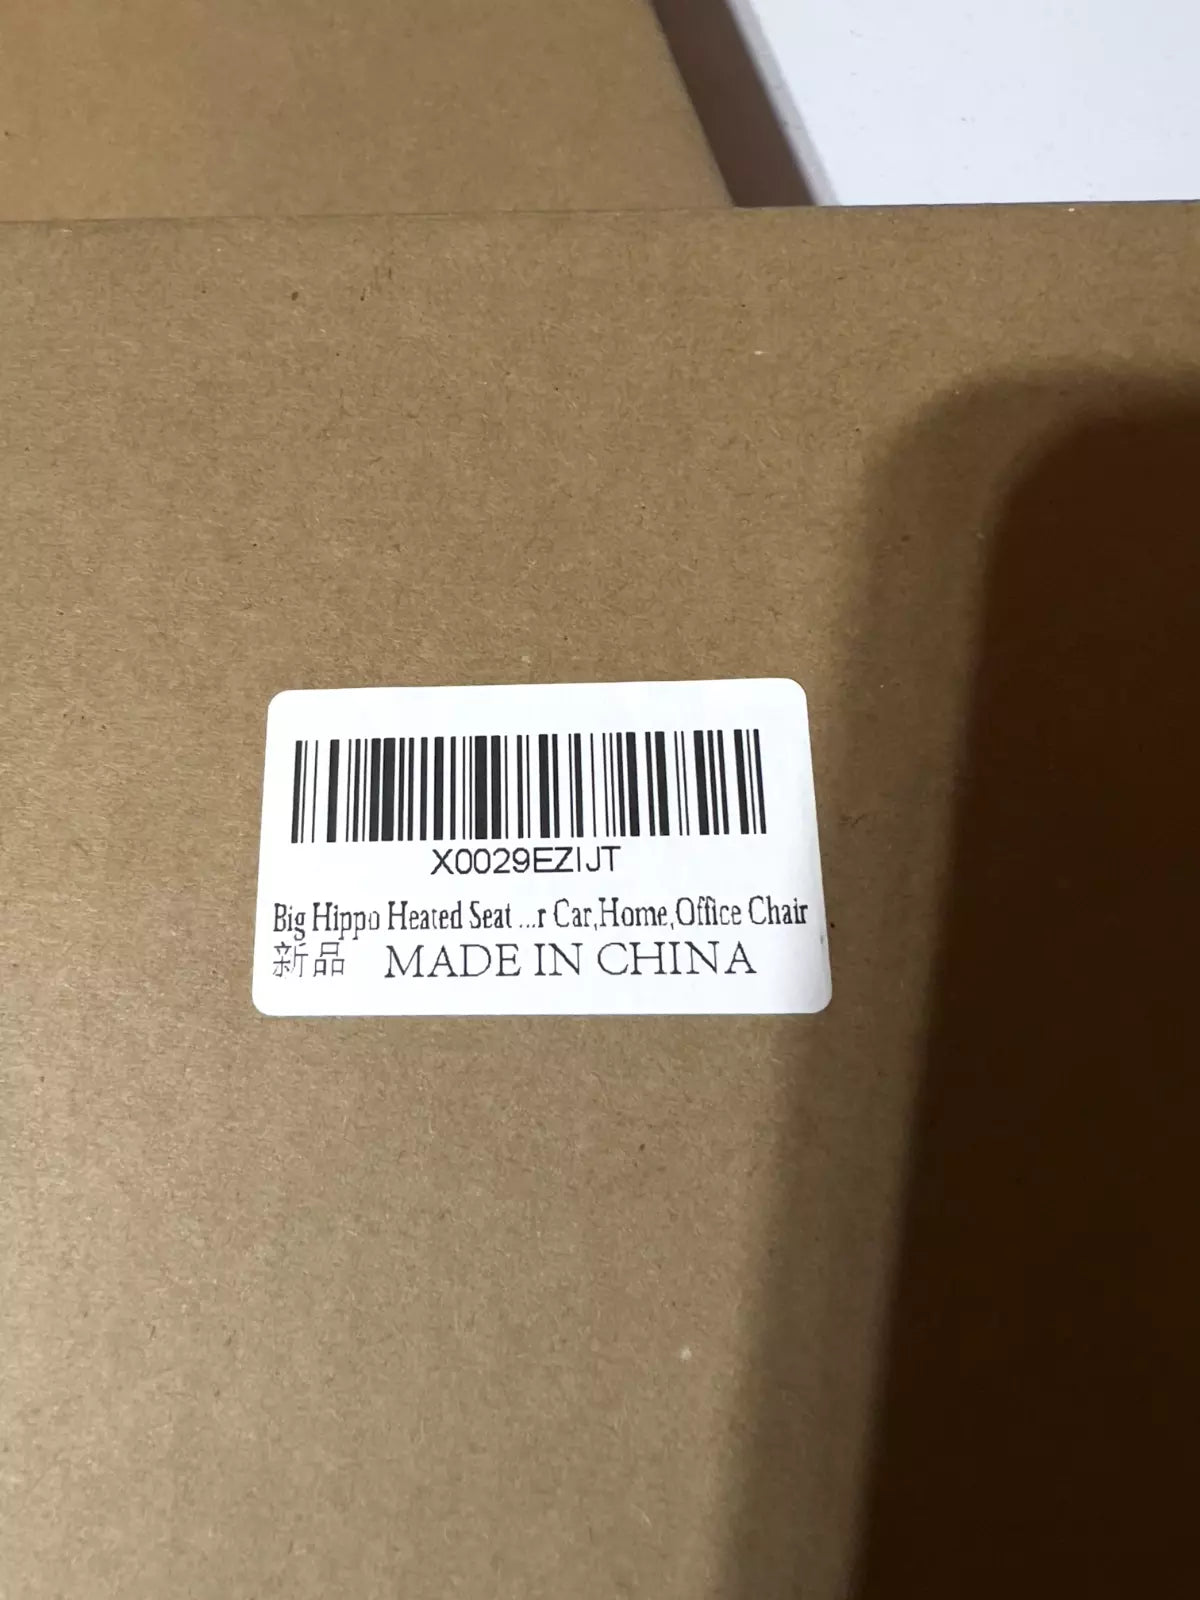 X0029EZIJT
Big Hippo Heated Seat ...r Car,Home,Office Chair
新品 MADE IN CHINA